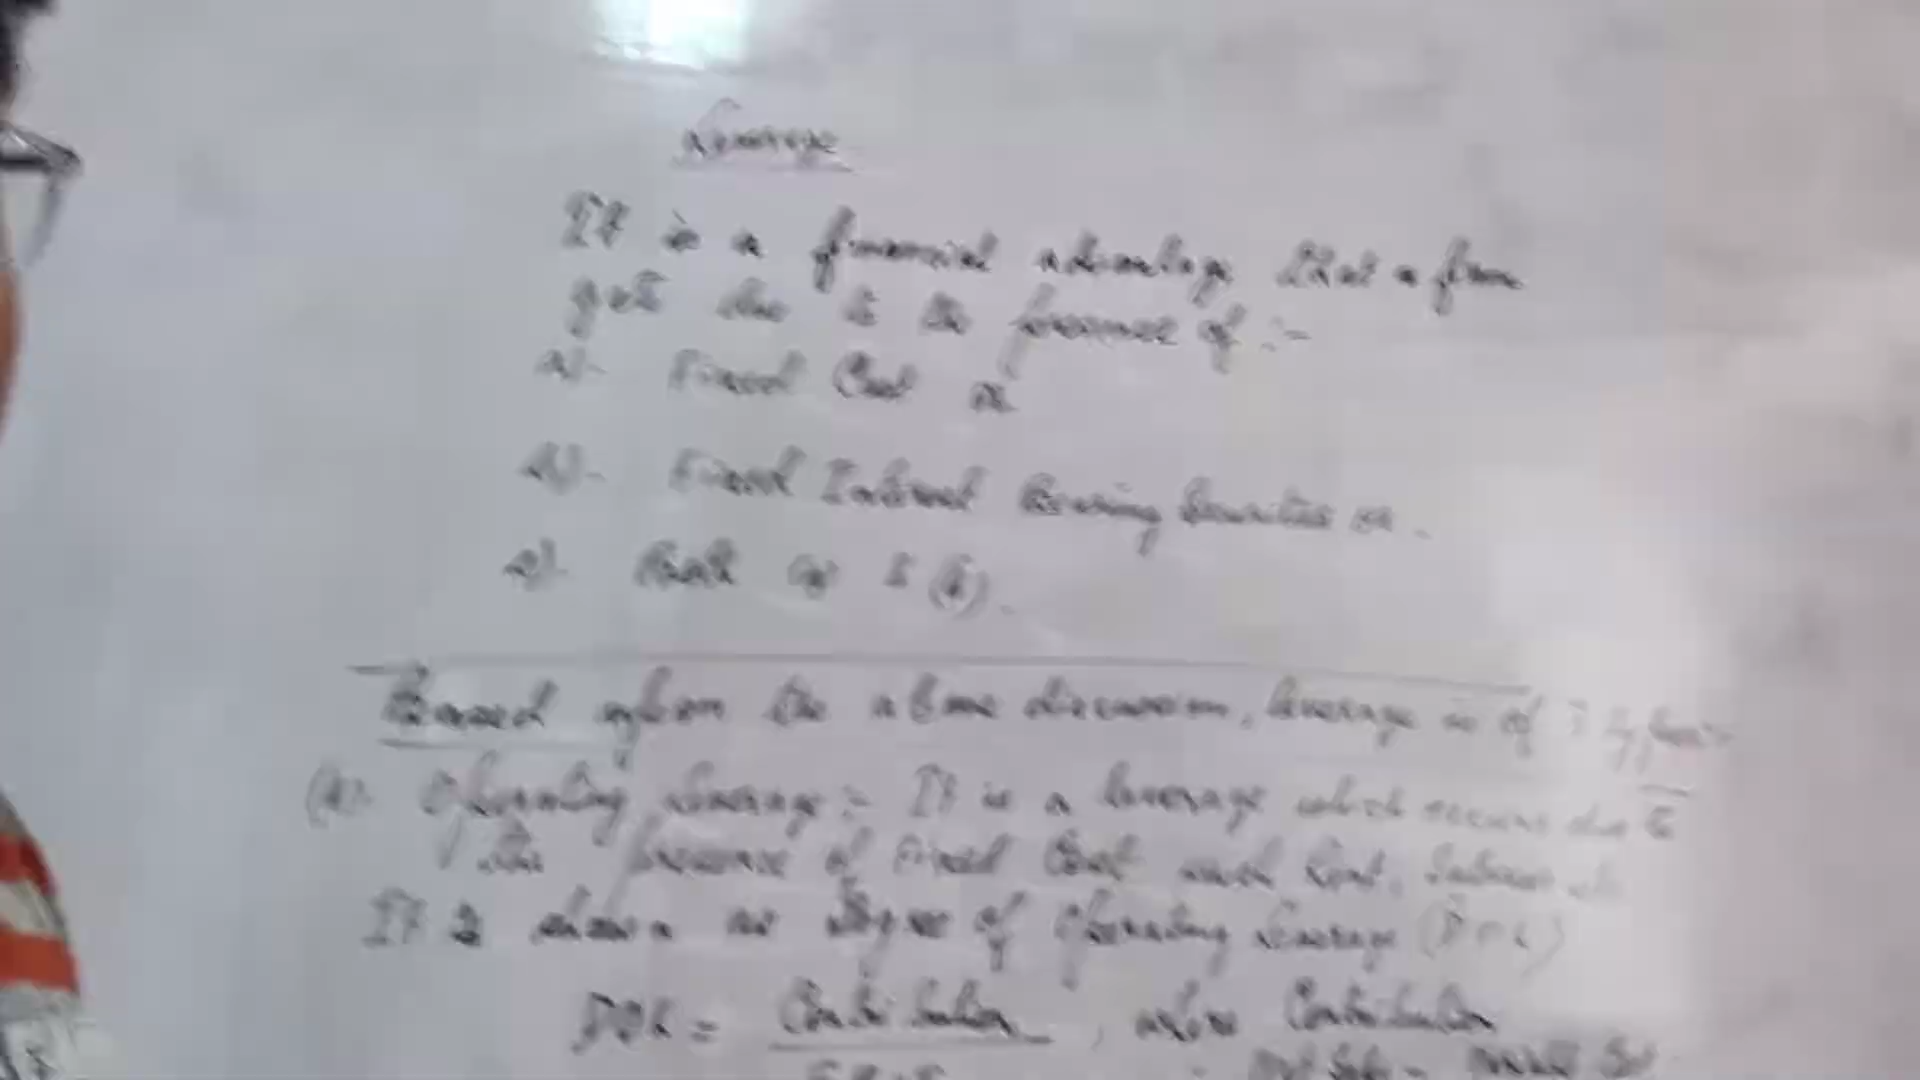 Leverage
It is a financial advantage that a firm
gets due to the presence of :-
a)- Fixed Cost or
b)- Fixed Interest bearing Securities or
Both a & (b).
Based upon the above discussion, leverage is of 3 types:-
(a)- Operating Leverage :- It is a leverage which occurs due to
the presence of Fixed Cost such Rent,
It is shown as Degree of Operating Leverage (DOL)
DOL = Contribution , where Contribution